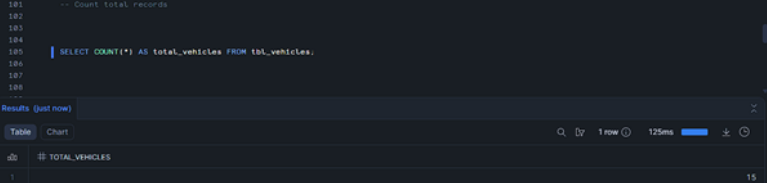 101 -- Count total records
102
103
104
105 SELECT COUNT(*) AS total_vehicles FROM tbl_vehicles;
106
107
108
Results (just now)
Table Chart 1 row 125ms
TOTAL_VEHICLES
1 15